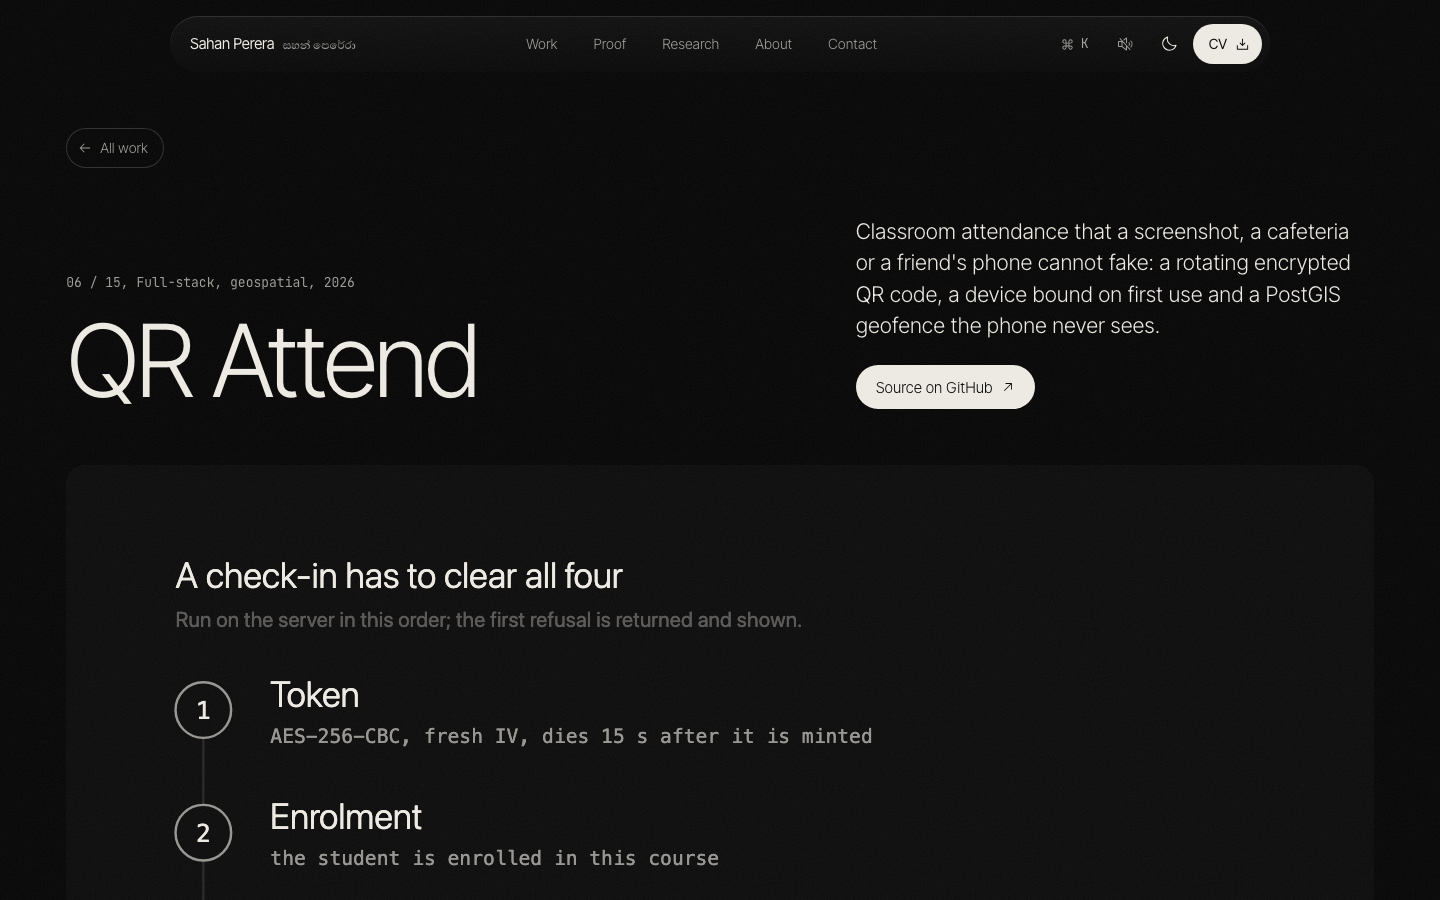 Sahan Perera සහන් පෙරේරා
Work
Proof
Research
About
Contact
⌘ K
CV
← All work
06 / 15, Full-stack, geospatial, 2026
QR Attend
Classroom attendance that a screenshot, a cafeteria
or a friend's phone cannot fake: a rotating encrypted
QR code, a device bound on first use and a PostGIS
geofence the phone never sees.
Source on GitHub ↗
A check-in has to clear all four
Run on the server in this order; the first refusal is returned and shown.
1
Token
AES-256-CBC, fresh IV, dies 15 s after it is minted
2
Enrolment
the student is enrolled in this course